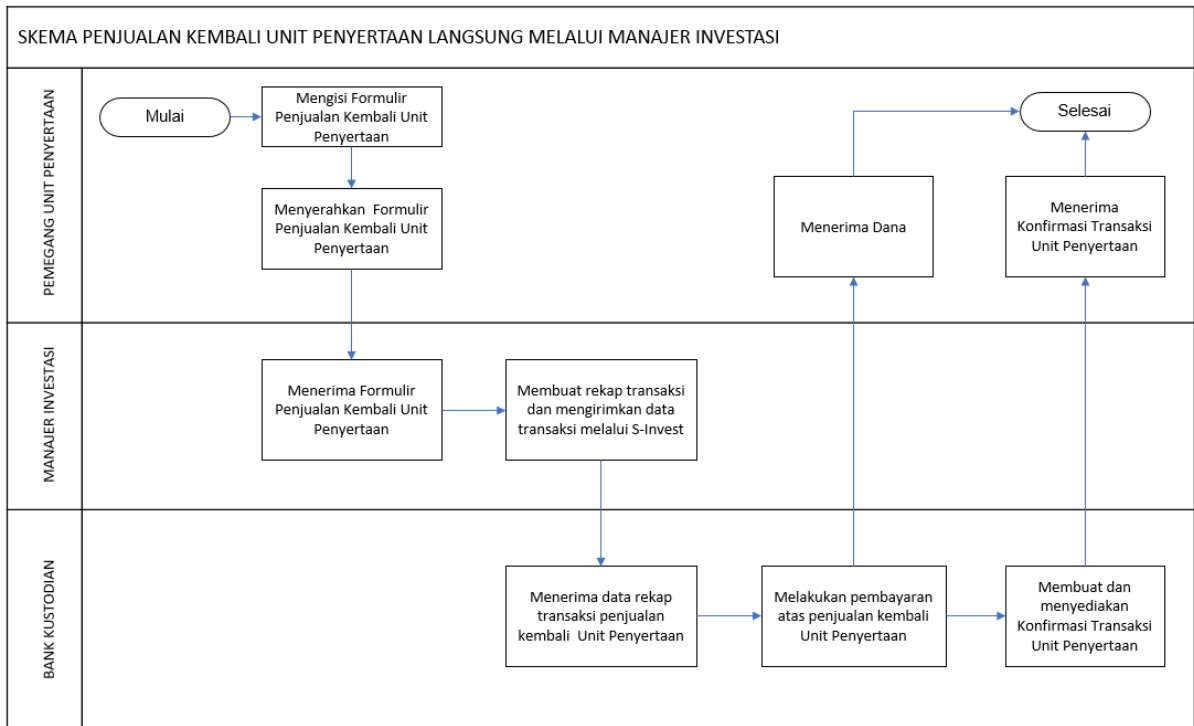 SKEMA PENJUALAN KEMBALI UNIT PENYERTAAN LANGSUNG MELALUI MANAJER INVESTASI
PEMEGANG UNIT PENYERTAAN
Mulai
Mengisi Formulir
Penjualan Kembali Unit
Penyertaan
Selesai
Menyerahkan Formulir
Penjualan Kembali Unit
Penyertaan
Menerima Dana
Menerima
Konfirmasi Transaksi
Unit Penyertaan
MANAJER INVESTASI
Menerima Formulir
Penjualan Kembali Unit
Penyertaan
Membuat rekap transaksi
dan mengirimkan data
transaksi melalui S-Invest
BANK KUSTODIAN
Menerima data rekap
transaksi penjualan
kembali Unit Penyertaan
Melakukan pembayaran
atas penjualan kembali
Unit Penyertaan
Membuat dan
menyediakan
Konfirmasi Transaksi
Unit Penyertaan